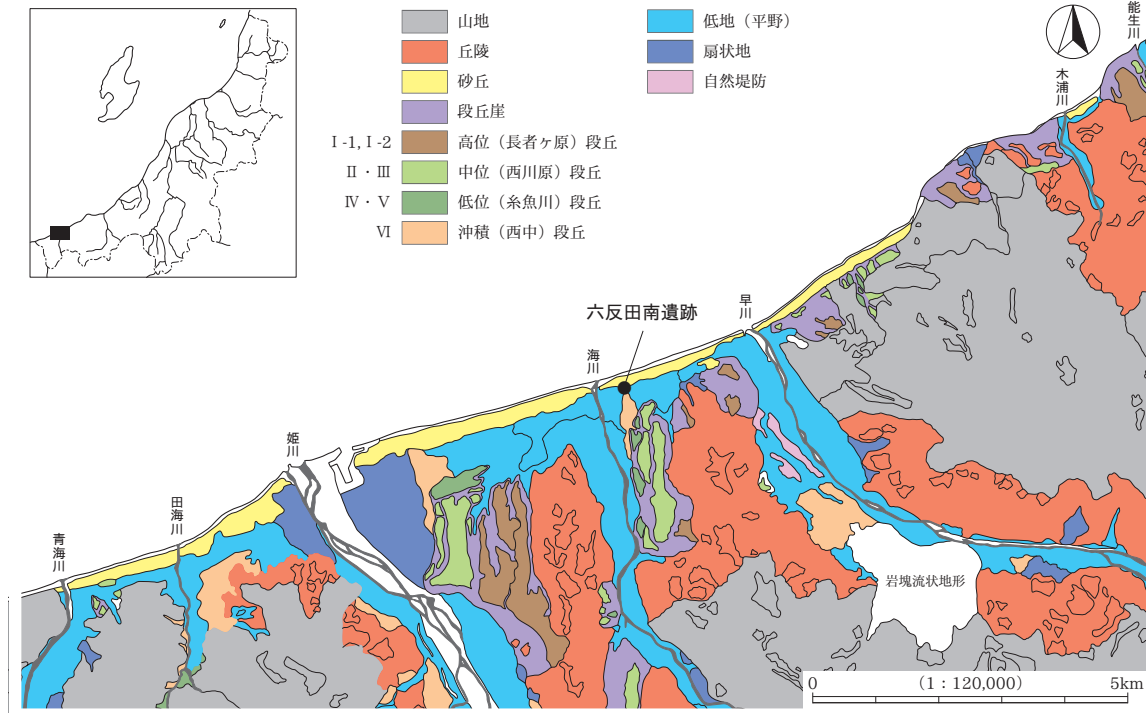 山地
丘陵
砂丘
段丘崖
Ⅰ-1, Ⅰ-2 高位（長者ヶ原）段丘
Ⅱ・Ⅲ 中位（西川原）段丘
Ⅳ・Ⅴ 低位（糸魚川）段丘
Ⅵ 沖積（西中）段丘
低地（平野）
扇状地
自然堤防
能生川
木浦川
早川
六反田南遺跡
海川
姫川
田海川
青海川
岩塊流状地形
0 （1：120,000） 5km